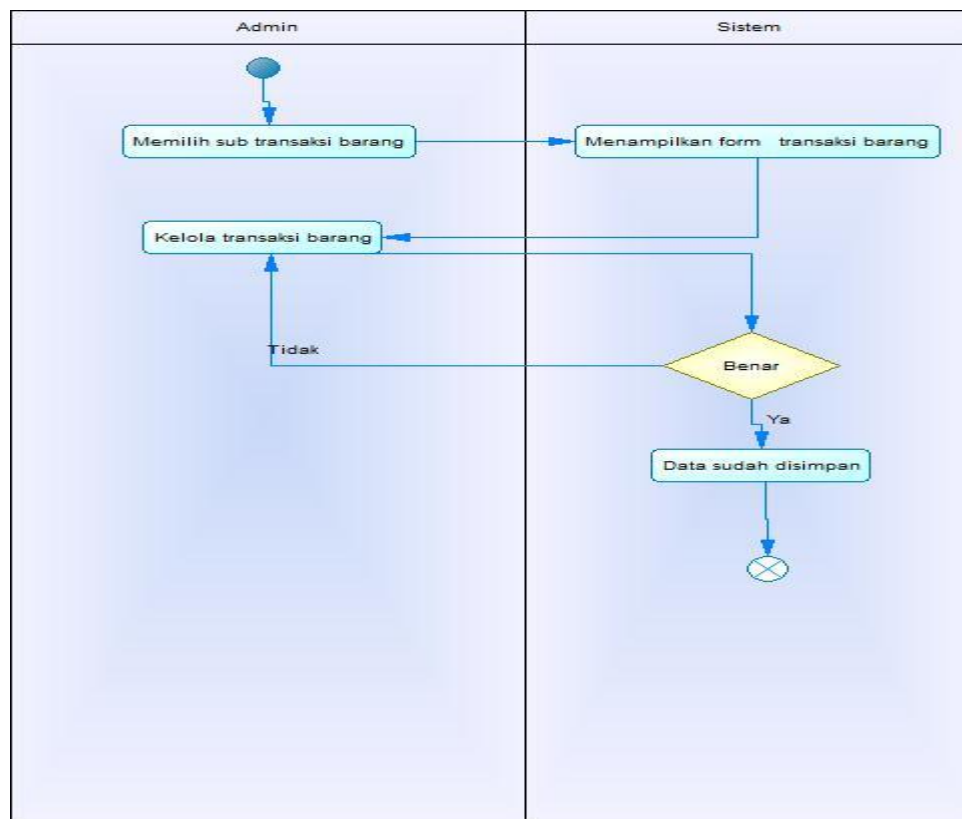 Admin
Sistem
Memilih sub transaksi barang
Menampilkan form transaksi barang
Kelola transaksi barang
Tidak
Benar
Ya
Data sudah disimpan